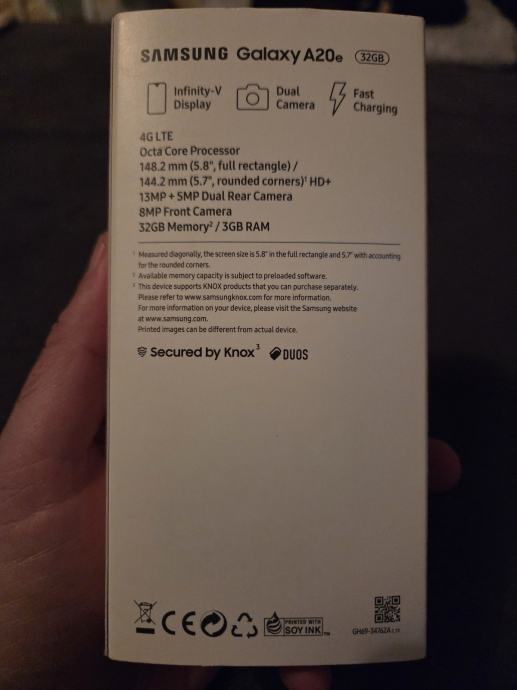 SAMSUNG Galaxy A20e 32GB
Infinity-V Display
Dual Camera
Fast Charging
4G LTE
Octa Core Processor
148.2 mm (5.8", full rectangle) /
144.2 mm (5.7", rounded corners)¹ HD+
13MP + 5MP Dual Rear Camera
8MP Front Camera
32GB Memory² / 3GB RAM
¹ Measured diagonally, the screen size is 5.8" in the full rectangle and 5.7" with accounting
for the rounded corners.
² Available memory capacity is subject to preloaded software.
³ This device supports KNOX products that you can purchase separately.
Please refer to www.samsungknox.com for more information.
For more information on your device, please visit the Samsung website
at www.samsung.com.
Printed images can be different from actual device.
Secured by Knox³ DUOS
CE PRINTED WITH SOY INK™
GH69-34762A